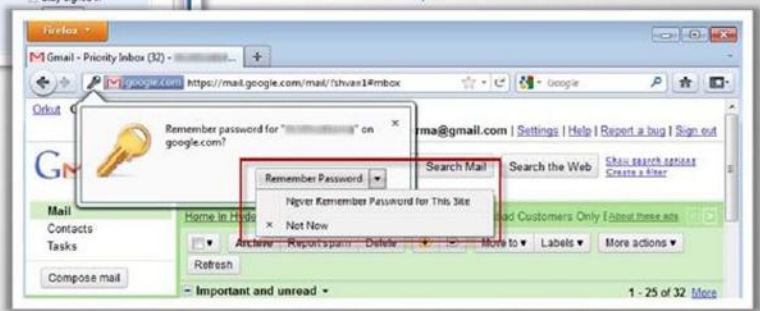 Firefox
Gmail - Priority Inbox (32) -
google.com https://mail.google.com/mail/?shva=1#mbox
Google
Orkut
Remember password for " " on
google.com?
rma@gmail.com | Settings | Help | Report a bug | Sign out
Remember Password
Search Mail
Search the Web
Show search options
Create a filter
Never Remember Password for This Site
Not Now
Mail
Contacts
Tasks
Compose mail
Home In
Customers Only
About these ads
Archive
Report spam
Delete
to
Labels
More actions
Refresh
Important and unread
1 - 25 of 32 More